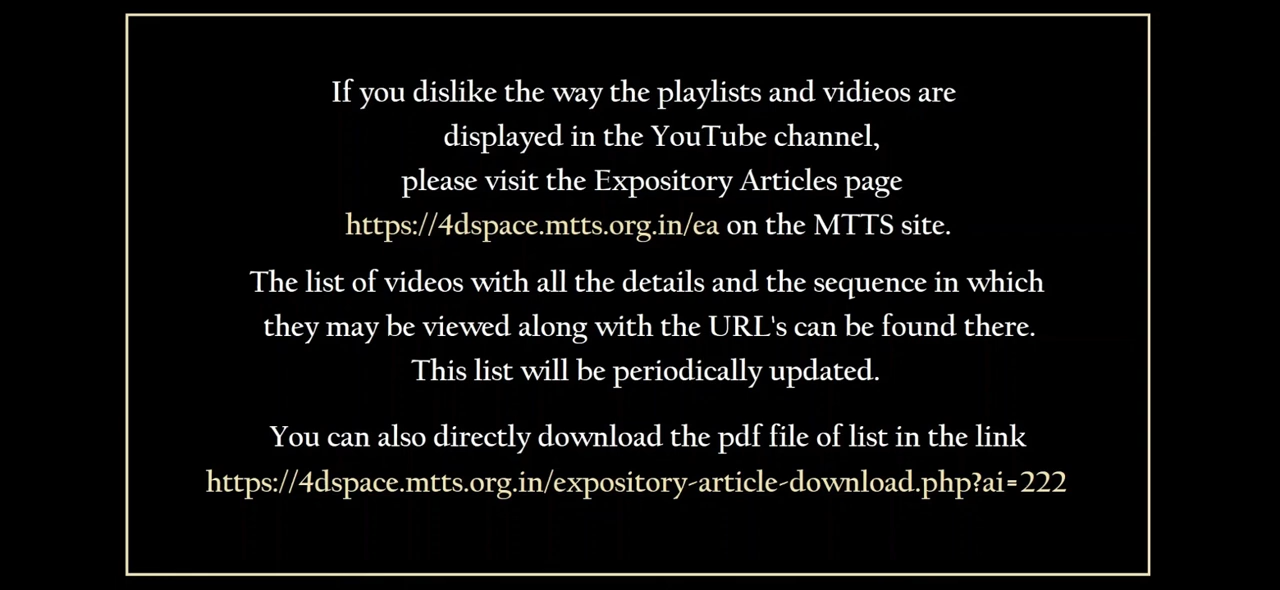 If you dislike the way the playlists and vidieos are
displayed in the YouTube channel,
please visit the Expository Articles page
https://4dspace.mtts.org.in/ea on the MTTS site.
The list of videos with all the details and the sequence in which
they may be viewed along with the URL's can be found there.
This list will be periodically updated.
You can also directly download the pdf file of list in the link
https://4dspace.mtts.org.in/expository-article-download.php?ai=222